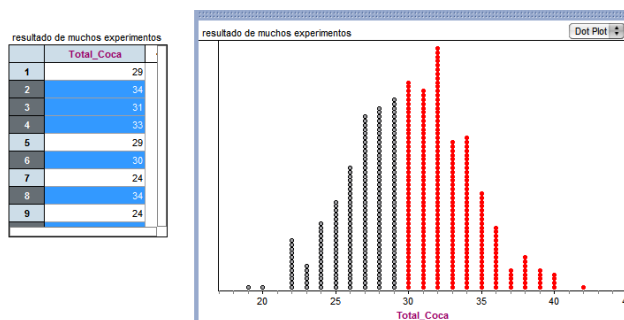 resultado de muchos experimentos
Total_Coca
1 29
2 34
3 31
4 33
5 29
6 30
7 24
8 34
9 24
resultado de muchos experimentos
Dot Plot
20 25 30 35 40
Total_Coca